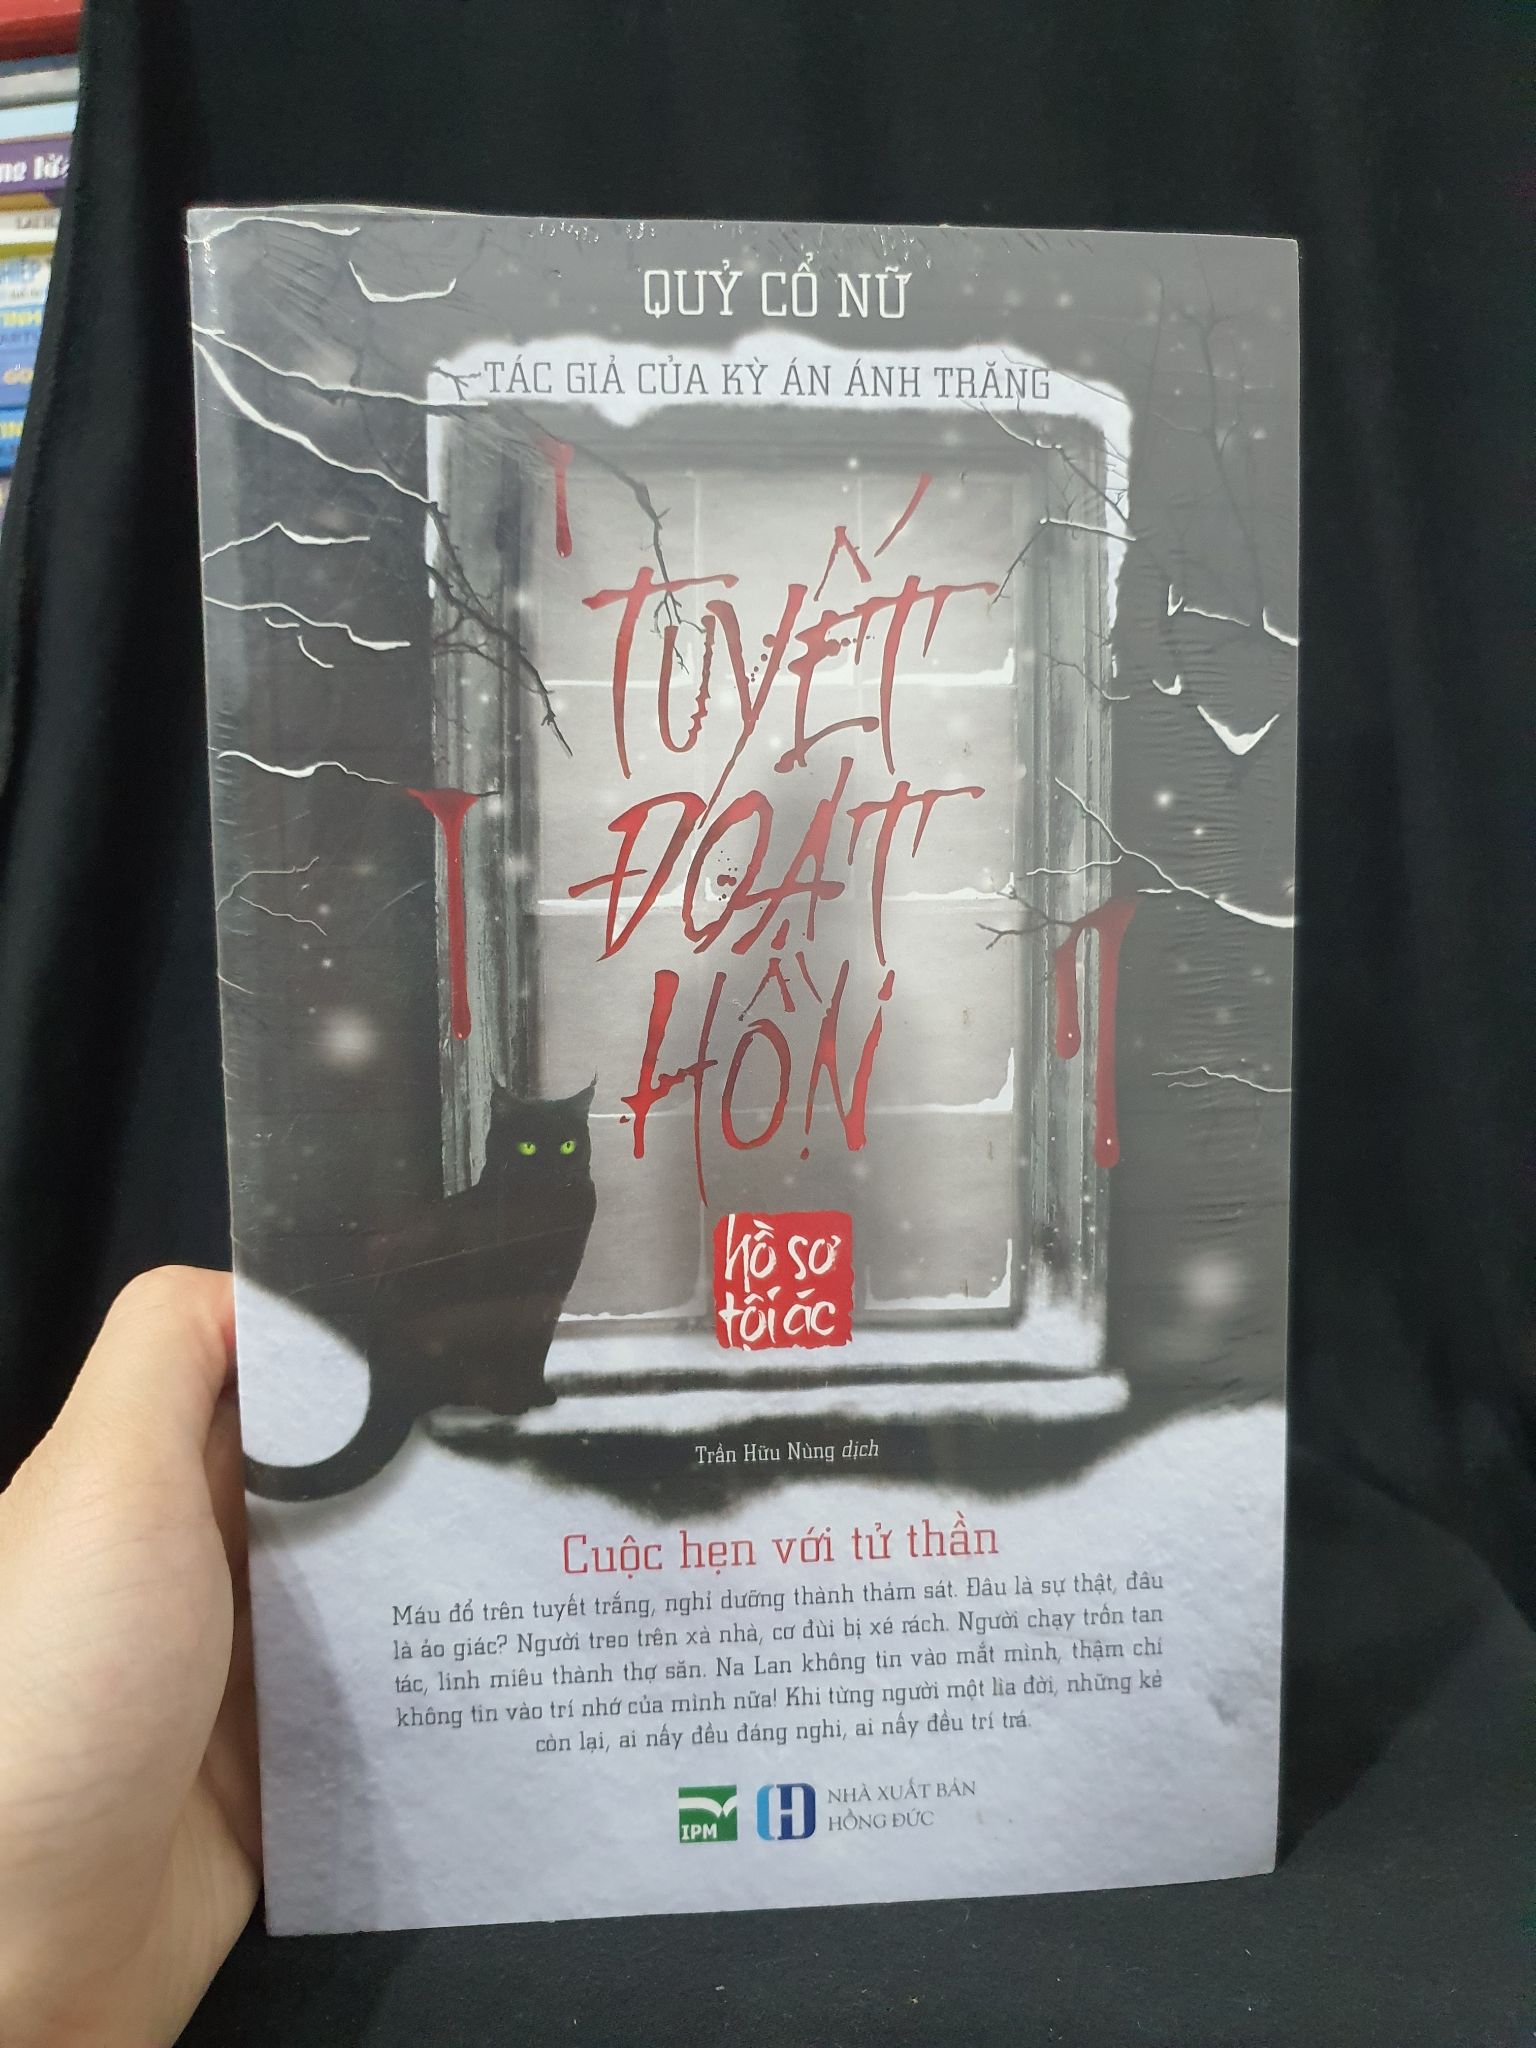 QUỶ CỔ NỮ
TÁC GIẢ CỦA KỲ ÁN ÁNH TRĂNG
TUYẾT
ĐOẠT
HỒN
hồ sơ
tội ác
Trần Hữu Nùng dịch
Cuộc hẹn với tử thần
Máu đổ trên tuyết trắng, nghỉ dưỡng thành thảm sát. Đâu là sự thật, đâu
là ảo giác? Người treo trên xà nhà, cơ đùi bị xé rách. Người chạy trốn tan
tác, linh miêu thành thợ săn. Na Lan không tin vào mắt mình, thậm chí
không tin vào trí nhớ của mình nữa! Khi từng người một lìa đời, những kẻ
còn lại, ai nấy đều đáng nghi, ai nấy đều trí trá.
IPM
NHÀ XUẤT BẢN
HỒNG ĐỨC